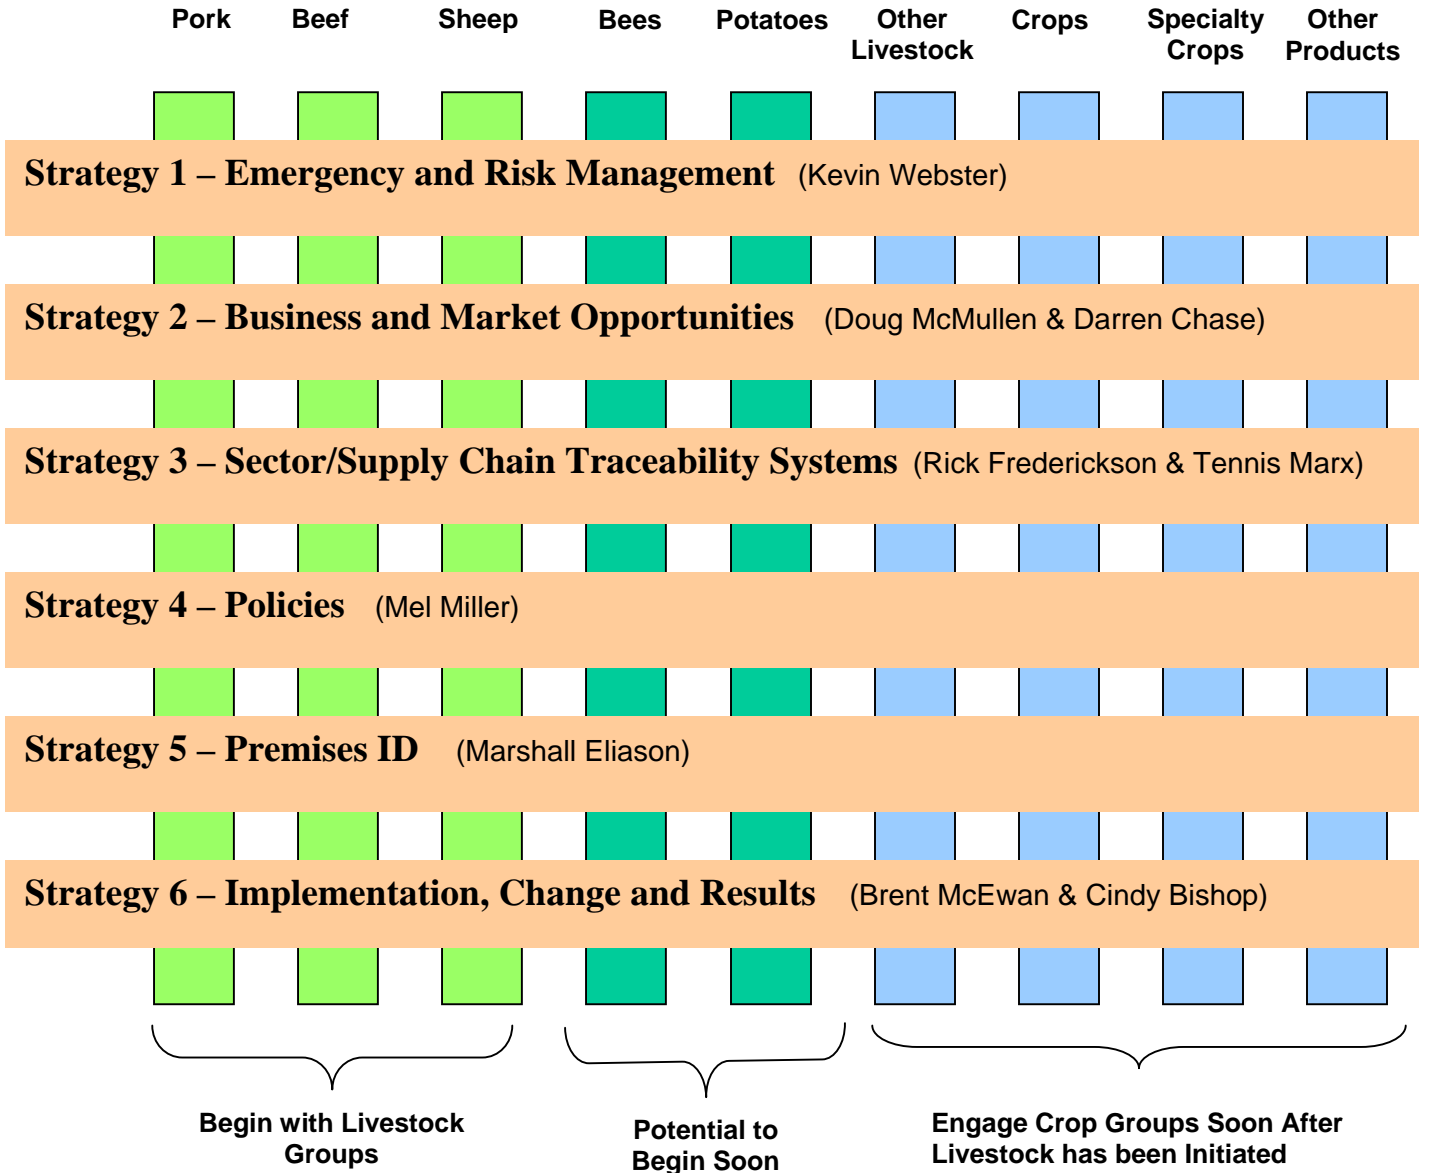 Pork Beef Sheep Bees Potatoes Other Livestock Crops Specialty Crops Other Products
Strategy 1 – Emergency and Risk Management (Kevin Webster)
Strategy 2 – Business and Market Opportunities (Doug McMullen & Darren Chase)
Strategy 3 – Sector/Supply Chain Traceability Systems (Rick Frederickson & Tennis Marx)
Strategy 4 – Policies (Mel Miller)
Strategy 5 – Premises ID (Marshall Eliason)
Strategy 6 – Implementation, Change and Results (Brent McEwan & Cindy Bishop)
Begin with Livestock
Groups
Potential to
Begin Soon
Engage Crop Groups Soon After
Livestock has been Initiated